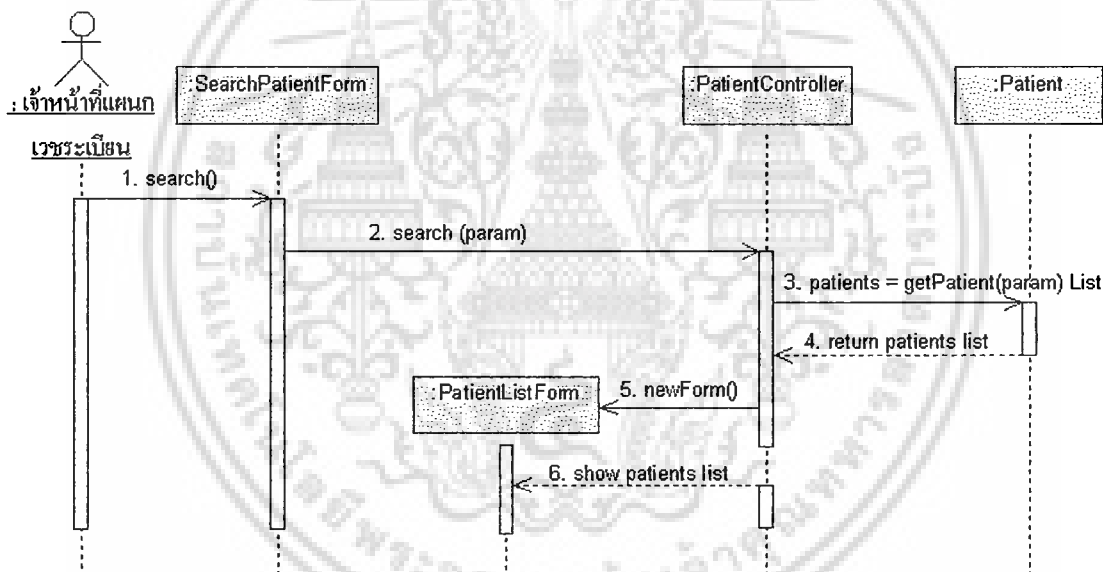 :SearchPatientForm
:PatientController
:Patient
: เจ้าหน้าที่แผนก
เวชระเบียน
1. search()
2. search (param)
3. patients = getPatient(param) List
4. return patients list
:PatientListForm
5. newForm()
6. show patients list